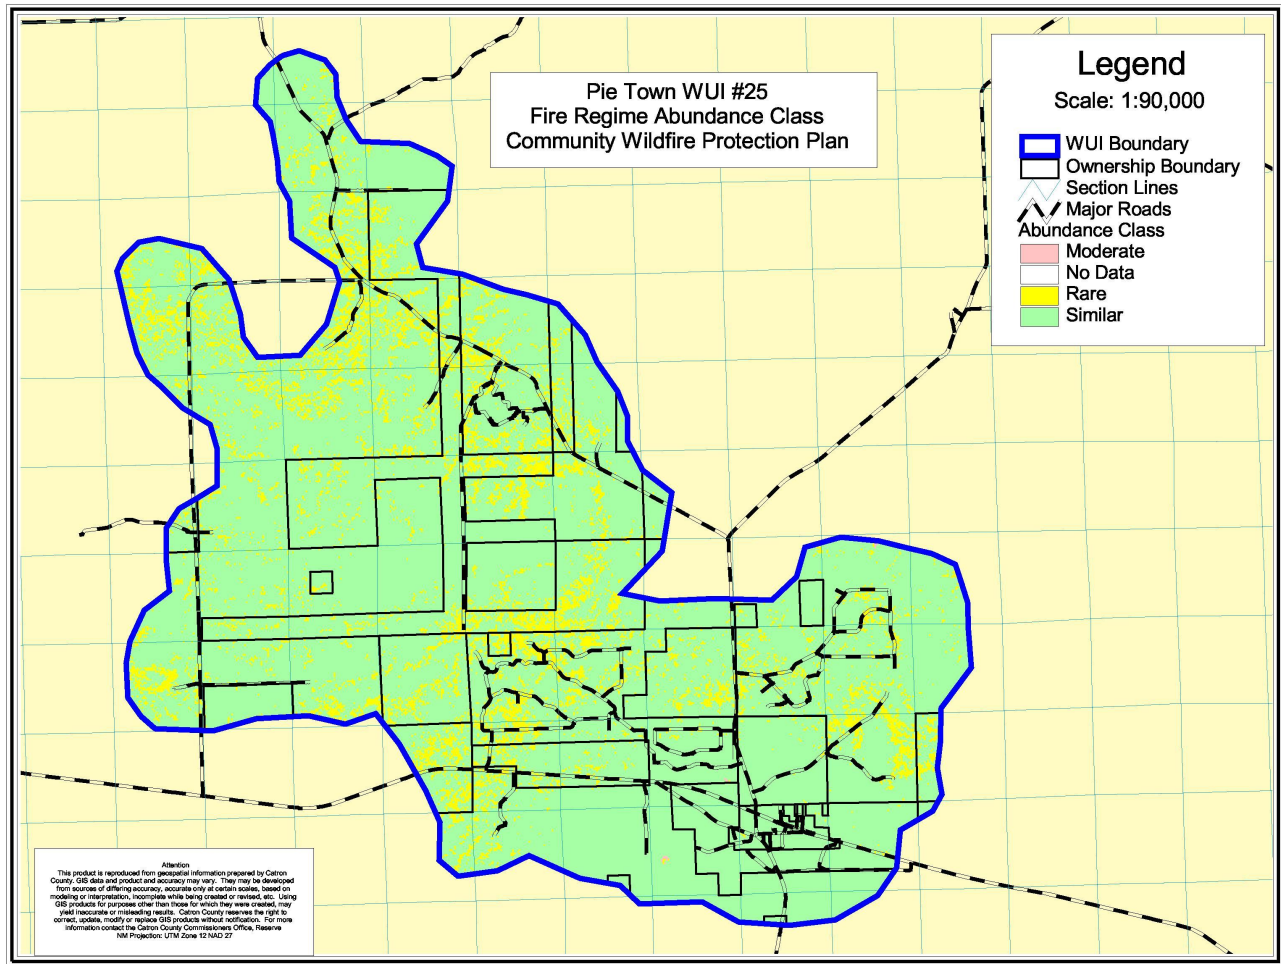 Pie Town WUI #25
Fire Regime Abundance Class
Community Wildfire Protection Plan
Legend
Scale: 1:90,000
WUI Boundary
Ownership Boundary
Section Lines
Major Roads
Abundance Class
Moderate
No Data
Rare
Similar
Attention
This product is reproduced from geospatial information prepared by Catron
County. GIS data and product and accuracy may vary. They may be developed
from sources of differing accuracy, accurate only at certain scales, based on
modeling or interpretation, incomplete while being created or revised, etc. Using
GIS products for purposes other than those for which they were created, may
yield inaccurate or misleading results. Catron County reserves the right to
correct, update, modify or replace GIS products without notification. For more
information contact the Catron County Commissioners Office, Reserve
NM Projection: UTM Zone 12 NAD 27